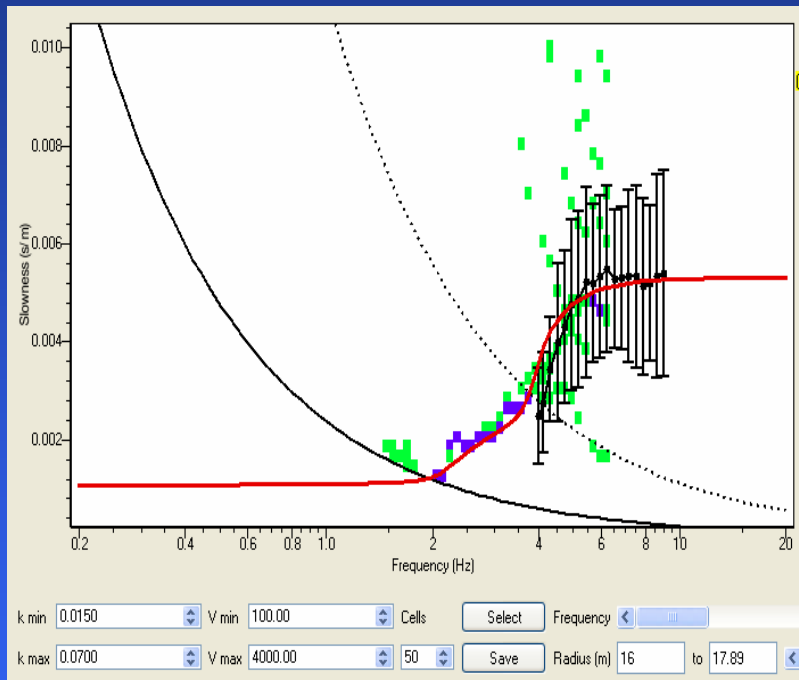 0.010
0.008
0.006
0.004
0.002
Slowness (s/m)
0.2 0.4 0.6 0.8 1.0 2 4 6 8 10 20
Frequency (Hz)
k min 0.0150 V min 100.00 Cells Select Frequency
k max 0.0700 V max 4000.00 50 Save Radius (m) 16 to 17.89